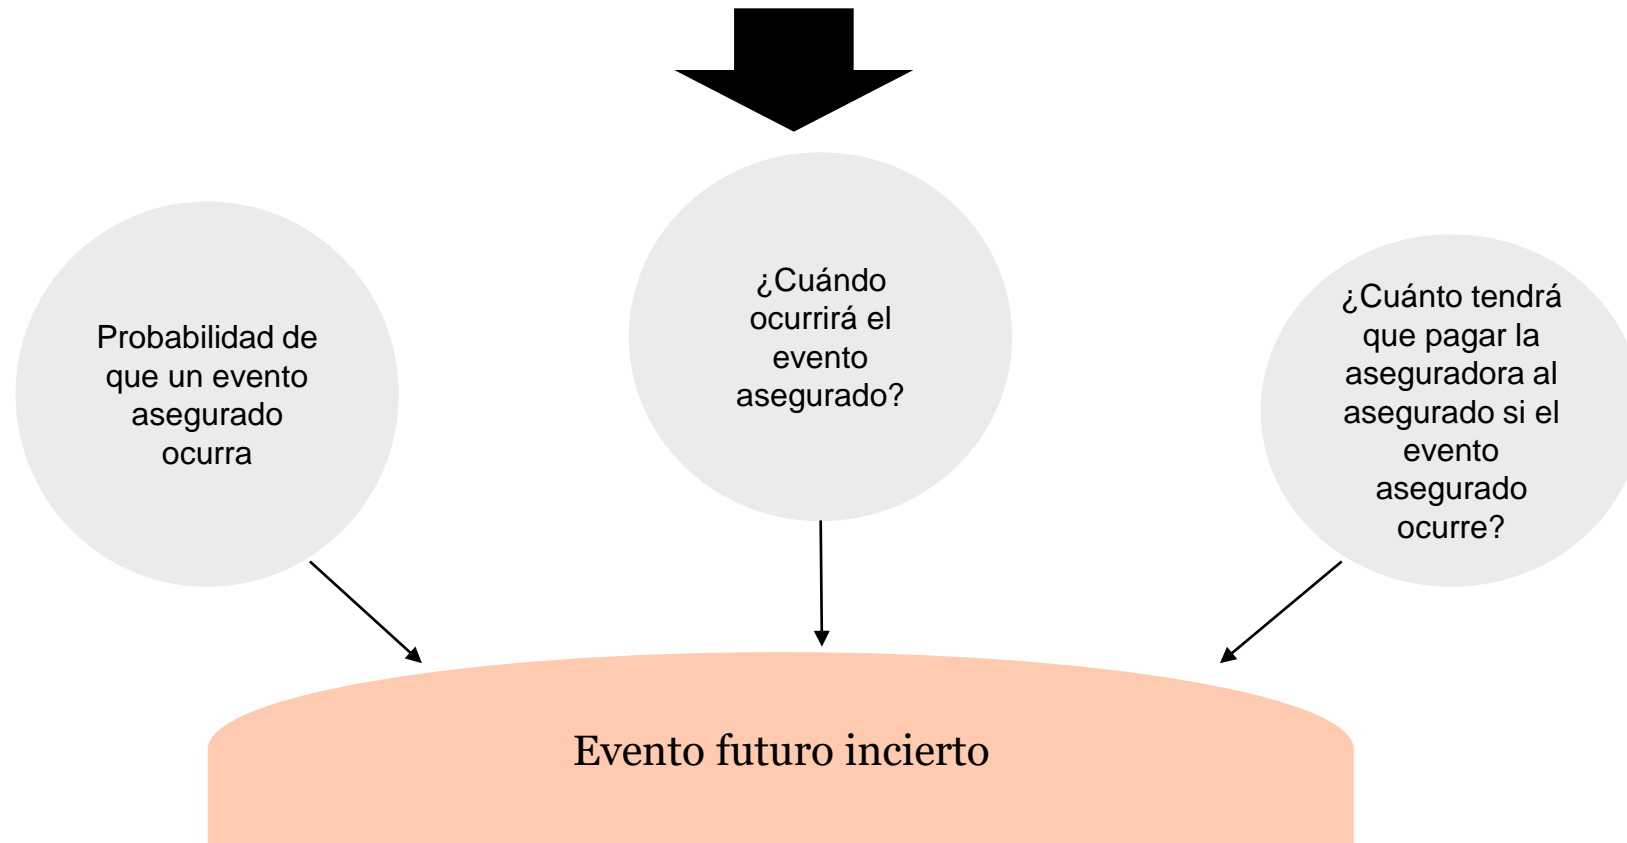 Probabilidad de
que un evento
asegurado
ocurra
¿Cuándo
ocurrirá el
evento
asegurado?
¿Cuánto tendrá
que pagar la
aseguradora al
asegurado si el
evento
asegurado
ocurre?
Evento futuro incierto